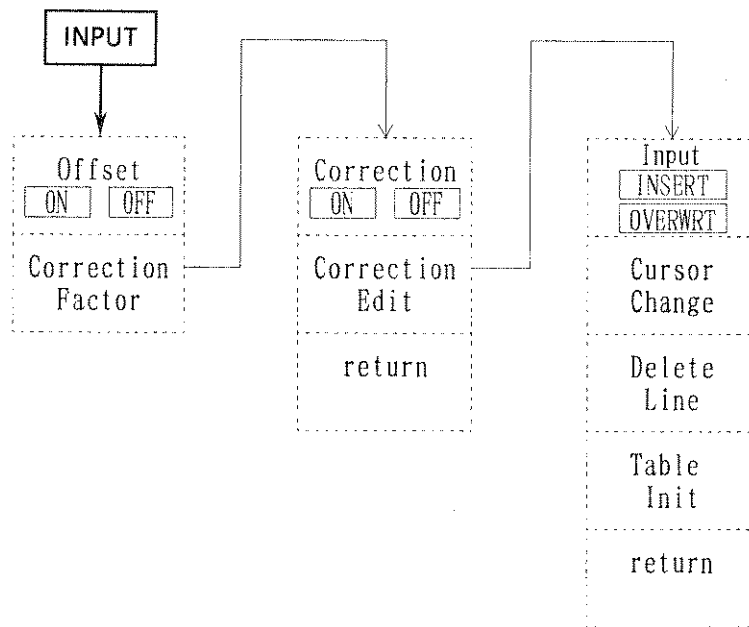 INPUT
Offset
ON OFF
Correction
Factor
Correction
ON OFF
Correction
Edit
return
Input
INSERT
OVERWRT
Cursor
Change
Delete
Line
Table
Init
return